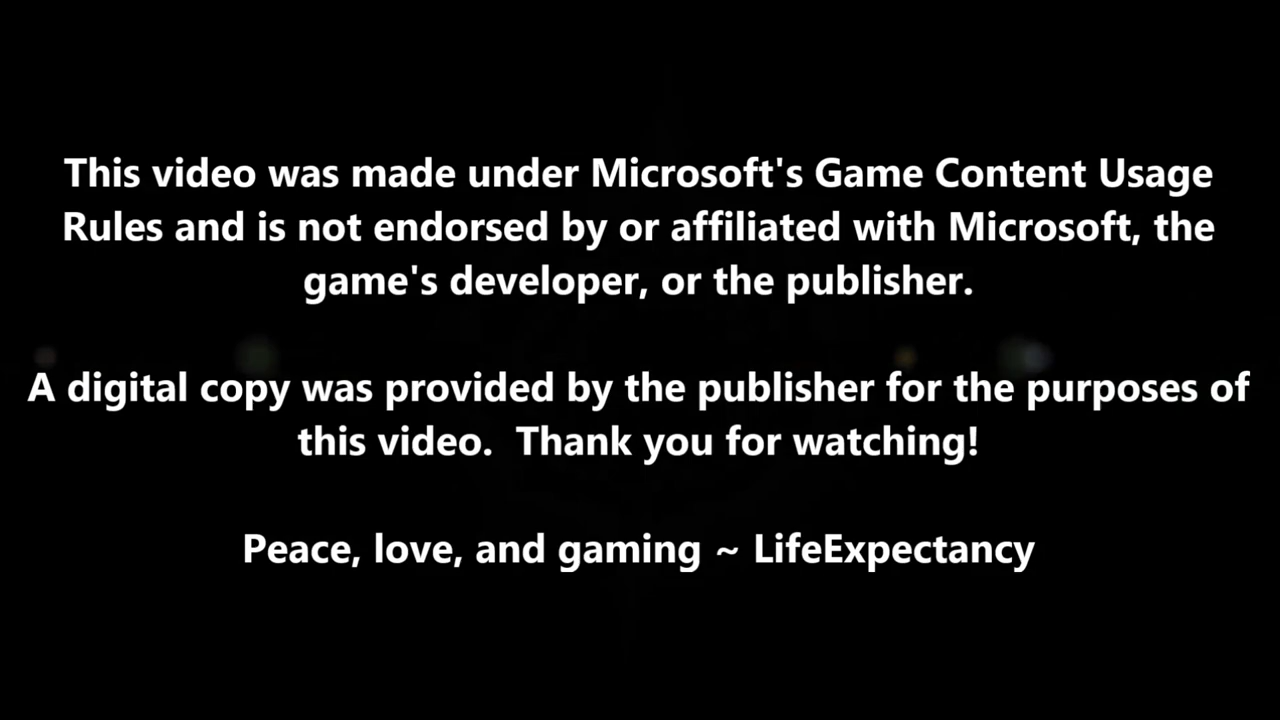 This video was made under Microsoft's Game Content Usage
Rules and is not endorsed by or affiliated with Microsoft, the
game's developer, or the publisher.
A digital copy was provided by the publisher for the purposes of
this video.  Thank you for watching!
Peace, love, and gaming ~ LifeExpectancy